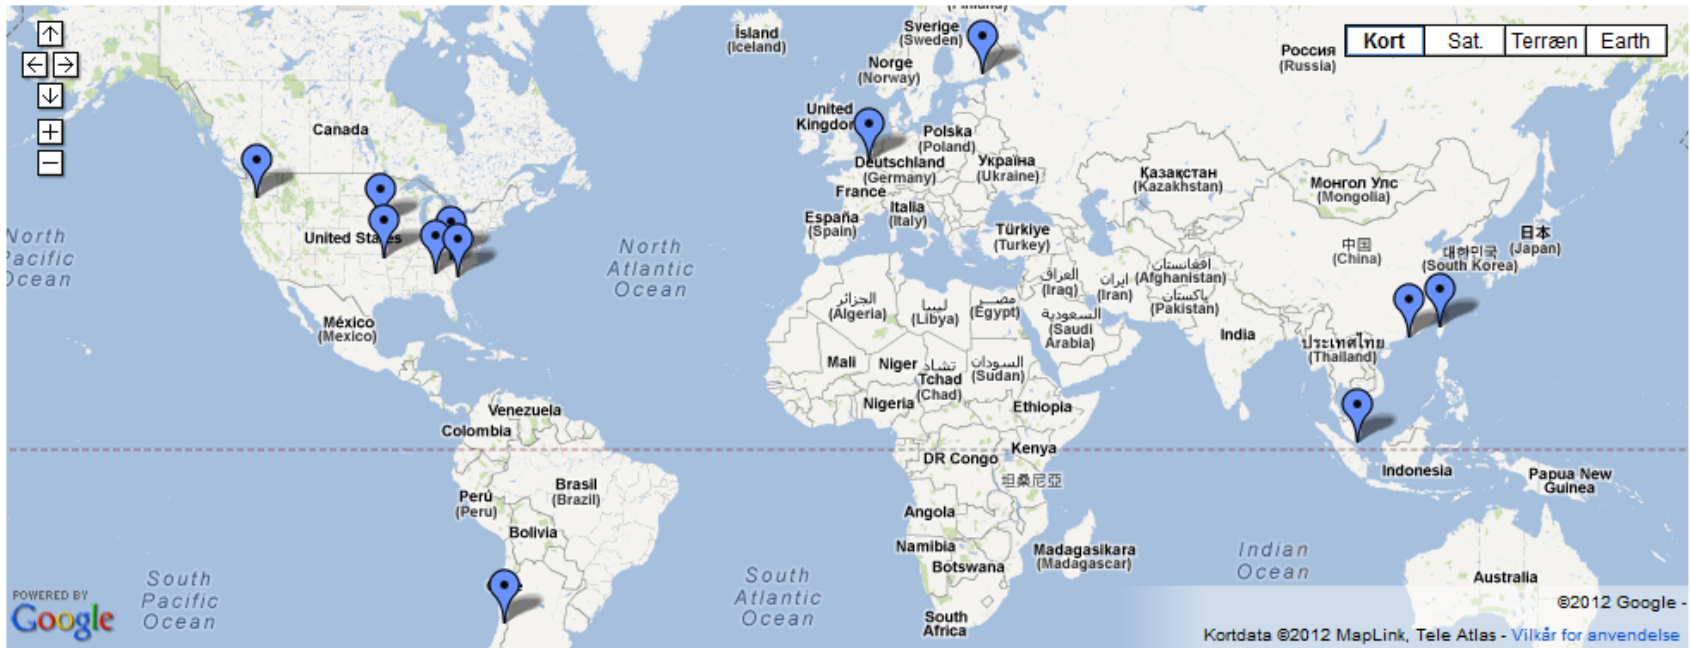 (Finland)
Ísland
(Iceland)
Sverige
(Sweden)
Norge
(Norway)
Россия
(Russia)
Kort
Sat.
Terræn
Earth
Canada
United
Polska
(Poland)
Deutschland
(Germany)
Україна
(Ukraine)
Қазақстан
(Kazakhstan)
Монгол Улс
(Mongolia)
France
España
(Spain)
Italia
(Italy)
Türkiye
(Turkey)
North
Pacific
Ocean
United States
North
Atlantic
Ocean
中国
(China)
대한민국
(South Korea)
日本
(Japan)
العراق
(Iraq)
ایران
(Iran)
افغانستان
(Afghanistan)
پاکستان
(Pakistan)
الجزائر
(Algeria)
ليبيا
(Libya)
مصر
(Egypt)
السعودية
(Saudi
Arabia)
México
(Mexico)
India
ประเทศไทย
(Thailand)
Mali
Niger
تشاد
Tchad
(Chad)
السودان
(Sudan)
Nigeria
Ethiopia
Venezuela
Colombia
DR Congo
Kenya
坦桑尼亞
Indonesia
Papua New
Guinea
Perú
(Peru)
Brasil
(Brazil)
Bolivia
Angola
Namibia
Botswana
Madagasikara
(Madagascar)
Indian
Ocean
Australia
South
Pacific
Ocean
South
Atlantic
Ocean
South
Africa
POWERED BY
Google
©2012 Google -
Kortdata ©2012 MapLink, Tele Atlas - Vilkår for anvendelse